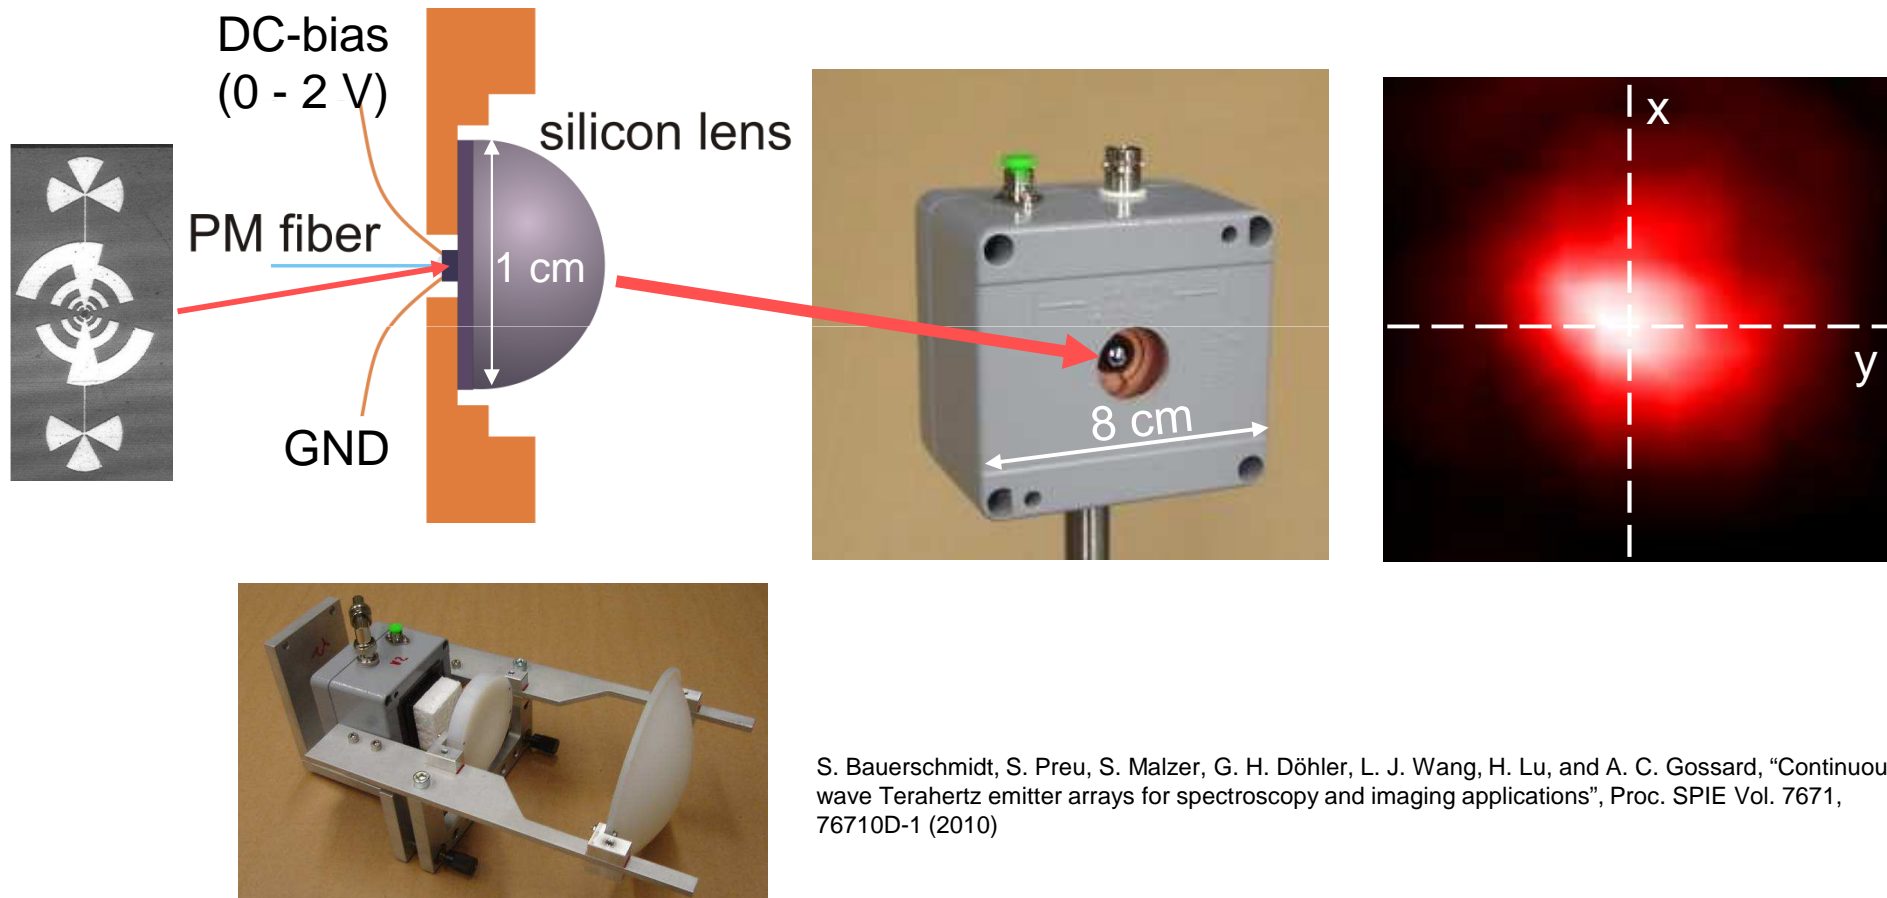 DC-bias
(0 - 2 V)
silicon lens
PM fiber
1 cm
GND
8 cm
x
y
S. Bauerschmidt, S. Preu, S. Malzer, G. H. Döhler, L. J. Wang, H. Lu, and A. C. Gossard, “Continuou
wave Terahertz emitter arrays for spectroscopy and imaging applications”, Proc. SPIE Vol. 7671,
76710D-1 (2010)